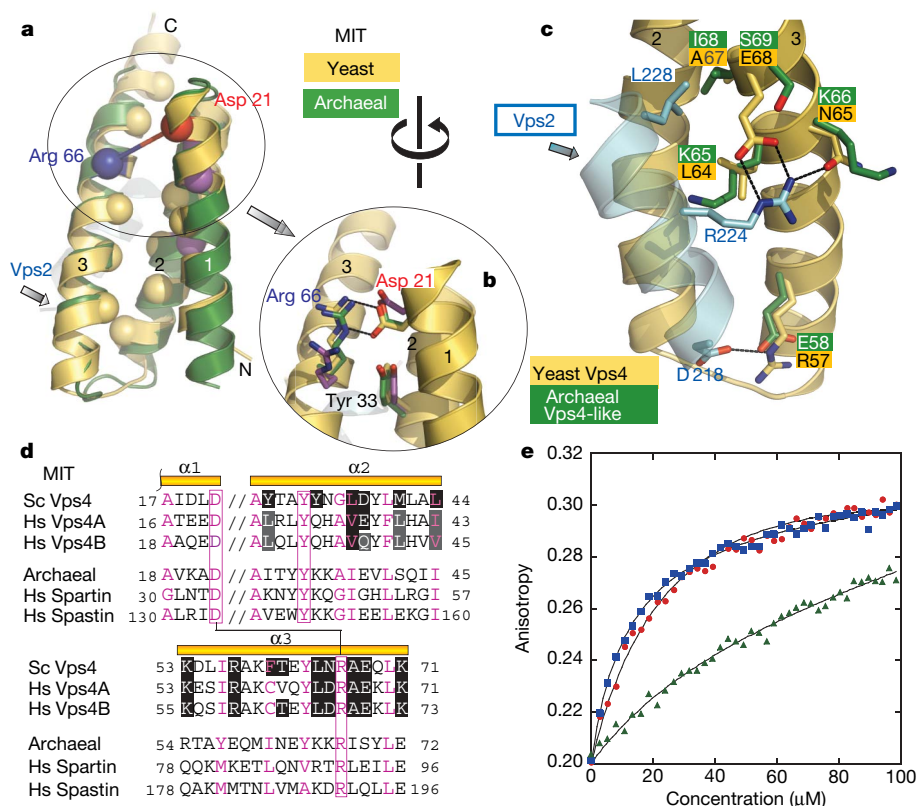 a
C
MIT
Yeast
Archaeal
Asp 21
Arg 66
Vps2
3
2
1
N
b
3
Arg 66
Asp 21
2
1
Tyr 33
c
2
3
I68
A67
S69
E68
L228
Vps2
K66
N65
K65
L64
R224
E58
R57
D218
Yeast Vps4
Archaeal
Vps4-like
d
MIT
α1
α2
Sc Vps4 17 AIDLD // AYTAYYNGLDYLMLAL 44
Hs Vps4A 16 ATEED // ALRLYQHAVEYFLHAI 43
Hs Vps4B 18 AAQED // ALQLYQHAVQYFLHVV 45
Archaeal 18 AVKAD // AITYYKKAIEVLSQII 45
Hs Spartin 30 GLNTD // AKNYYKQGIGHLLRGI 57
Hs Spastin 130 ALRID // AVEWYKKGIEELEKGI 160
α3
Sc Vps4 53 KDLIRAKFTEYLNRAEQLK 71
Hs Vps4A 53 KESIRAKCVQYLDRAEKLK 71
Hs Vps4B 55 KQSIRAKCTEYLDRAEKLK 73
Archaeal 54 RTAYEQMINEYKKRISYLE 72
Hs Spartin 78 QQKMKETLQNVRTRLEILE 96
Hs Spastin 178 QAKMMTNLVMAKDRLQLLE 196
e
0.32
0.30
0.28
0.26
0.24
0.22
0.20
Anisotropy
0 20 40 60 80 100
Concentration (μM)